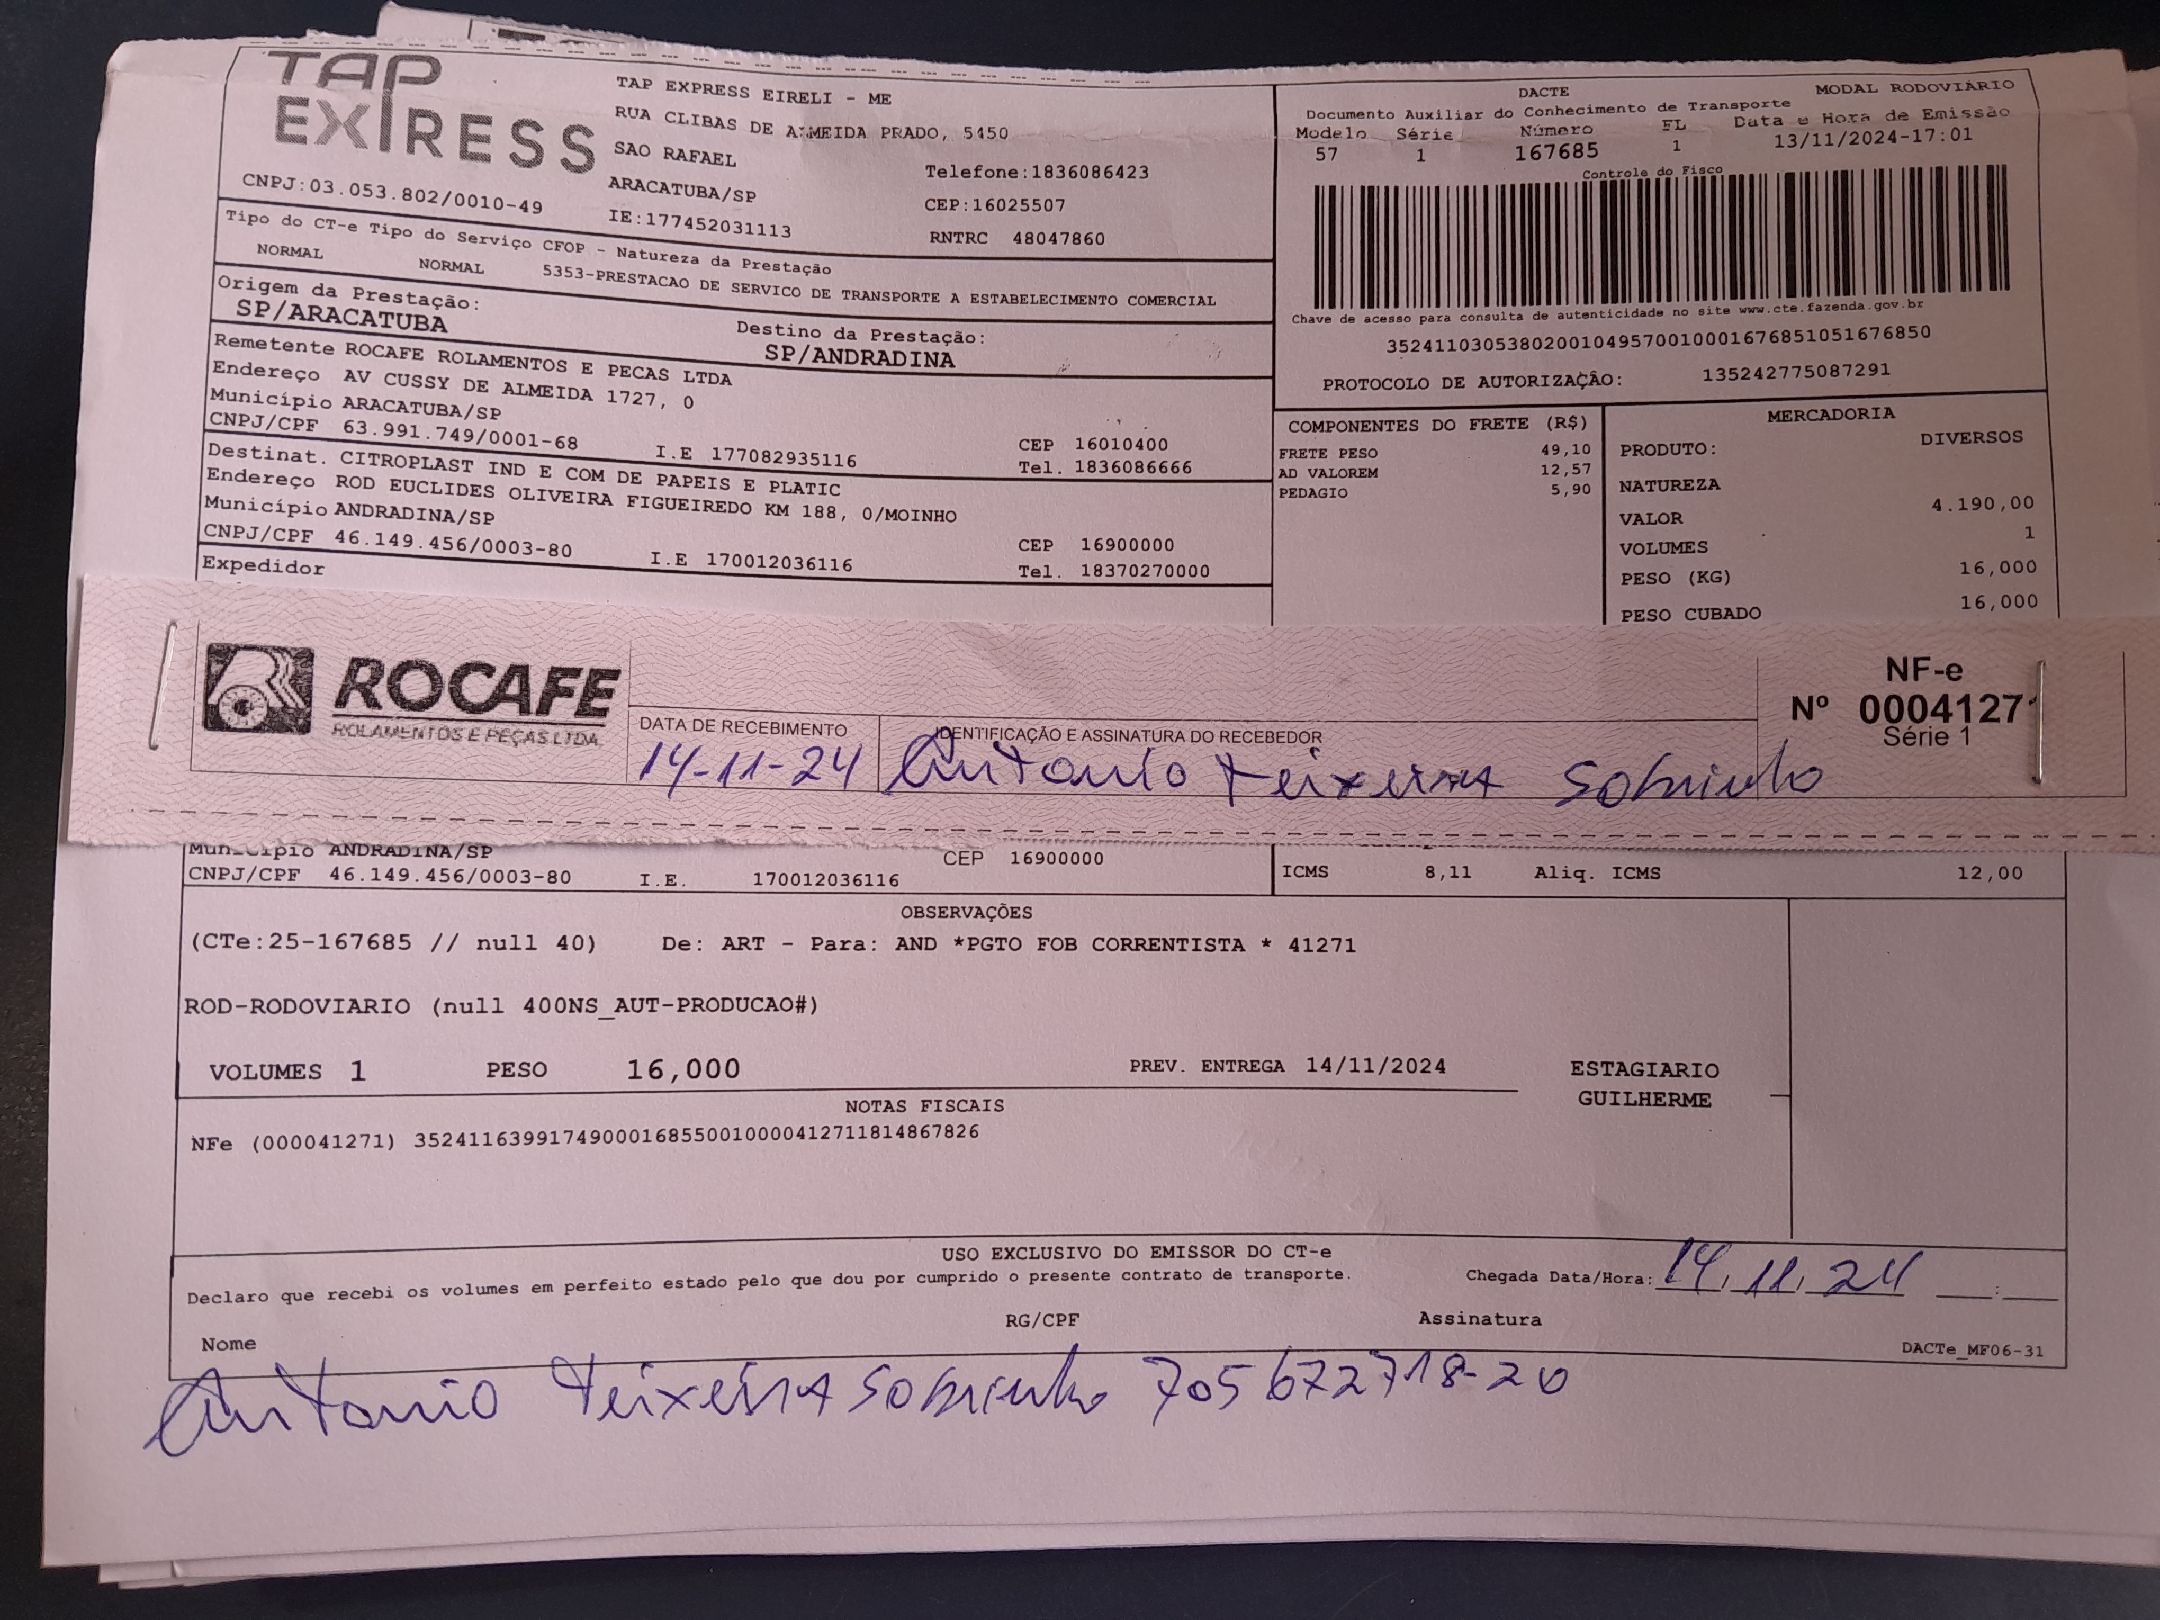 TAP
EXPRESS
TAP EXPRESS EIRELI - ME
RUA CLIBAS DE ALMEIDA PRADO, 5450
SAO RAFAEL
Telefone:1836086423
ARACATUBA/SP
CEP:16025507
CNPJ:03.053.802/0010-49
IE:177452031113
RNTRC 48047860
DACTE
MODAL RODOVIÁRIO
Documento Auxiliar do Conhecimento de Transporte
Modelo Série Número FL Data e Hora de Emissão
57 1 167685 1 13/11/2024-17:01
Controle do Fisco
Chave de acesso para consulta de autenticidade no site www.cte.fazenda.gov.br
35241103053802001049570010001676851051676850
PROTOCOLO DE AUTORIZAÇÃO: 135242775087291
Tipo do CT-e Tipo do Serviço CFOP - Natureza da Prestação
NORMAL NORMAL 5353-PRESTACAO DE SERVICO DE TRANSPORTE A ESTABELECIMENTO COMERCIAL
Origem da Prestação: Destino da Prestação:
SP/ARACATUBA SP/ANDRADINA
Remetente ROCAFE ROLAMENTOS E PECAS LTDA
Endereço AV CUSSY DE ALMEIDA 1727, 0
Município ARACATUBA/SP CEP 16010400
CNPJ/CPF 63.991.749/0001-68 I.E 177082935116 Tel. 1836086666
Destinat. CITROPLAST IND E COM DE PAPEIS E PLATIC
Endereço ROD EUCLIDES OLIVEIRA FIGUEIREDO KM 188, 0/MOINHO
Município ANDRADINA/SP CEP 16900000
CNPJ/CPF 46.149.456/0003-80 I.E 170012036116 Tel. 18370270000
Expedidor
COMPONENTES DO FRETE (R$)
FRETE PESO 49,10
AD VALOREM 12,57
PEDAGIO 5,90
MERCADORIA
PRODUTO: DIVERSOS
NATUREZA
VALOR 4.190,00
VOLUMES 1
PESO (KG) 16,000
PESO CUBADO 16,000
ROCAFE
ROLAMENTOS E PEÇAS LTDA
DATA DE RECEBIMENTO
14-11-24
IDENTIFICAÇÃO E ASSINATURA DO RECEBEDOR
Antonio teixeira Sobrinho
NF-e
Nº 00041271
Série 1
Município ANDRADINA/SP CEP 16900000
CNPJ/CPF 46.149.456/0003-80 I.E. 170012036116
ICMS 8,11 Aliq. ICMS 12,00
OBSERVAÇÕES
(CTe:25-167685 // null 40) De: ART - Para: AND *PGTO FOB CORRENTISTA * 41271
ROD-RODOVIARIO (null 400NS_AUT-PRODUCAO#)
VOLUMES 1 PESO 16,000 PREV. ENTREGA 14/11/2024 ESTAGIARIO
GUILHERME
NOTAS FISCAIS
NFe (000041271) 35241163991749000168550010000412711814867826
USO EXCLUSIVO DO EMISSOR DO CT-e
Declaro que recebi os volumes em perfeito estado pelo que dou por cumprido o presente contrato de transporte. Chegada Data/Hora: 14, 11, 24 :
Nome RG/CPF Assinatura
DACTe_MF06-31
Antonio teixeira Sobrinho 705672718-20